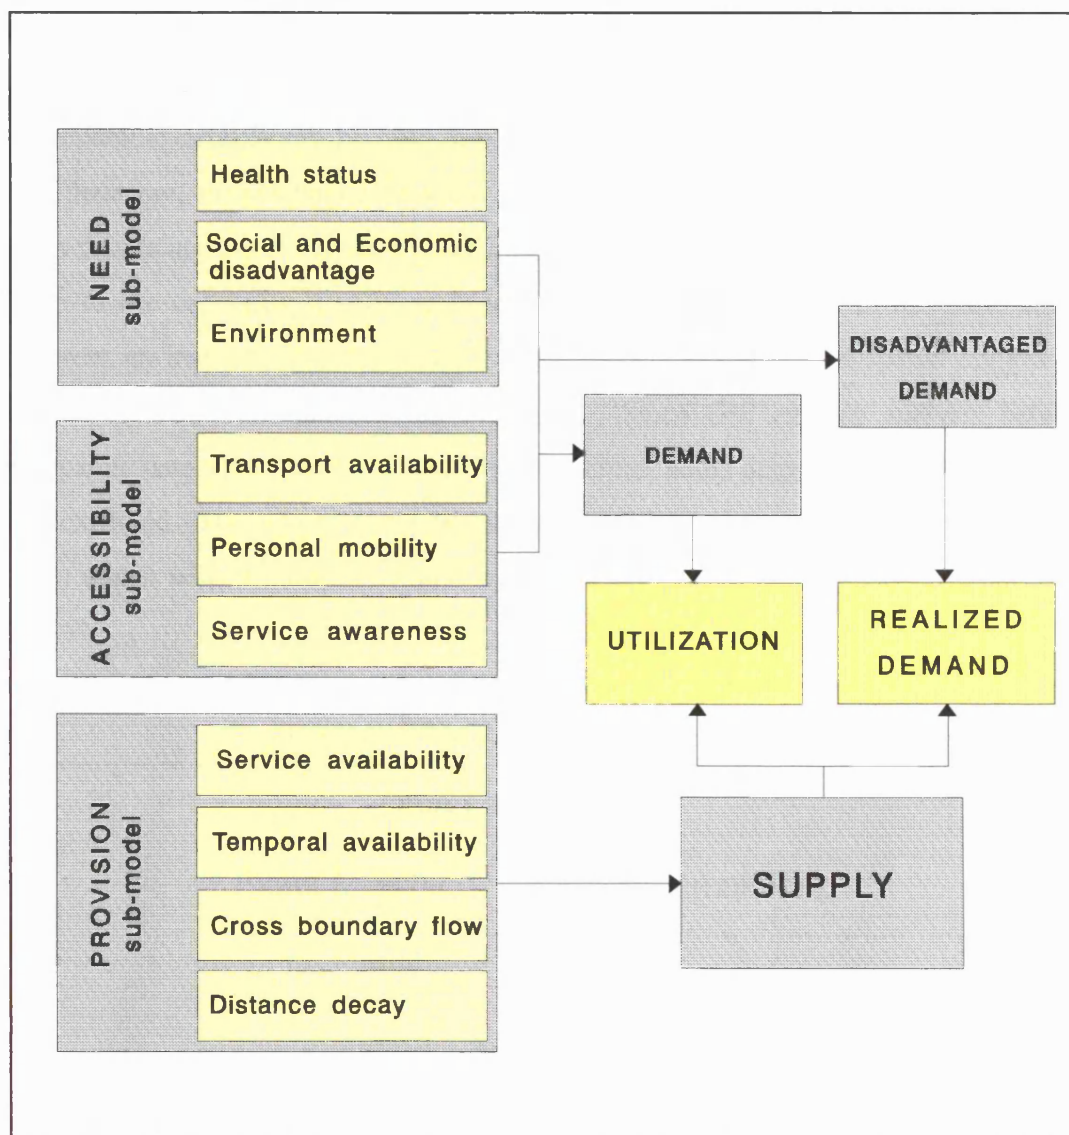 NEED
sub-model
Health status
Social and Economic
disadvantage
Environment
ACCESSIBILITY
sub-model
Transport availability
Personal mobility
Service awareness
PROVISION
sub-model
Service availability
Temporal availability
Cross boundary flow
Distance decay
DISADVANTAGED
DEMAND
DEMAND
UTILIZATION
REALIZED
DEMAND
SUPPLY